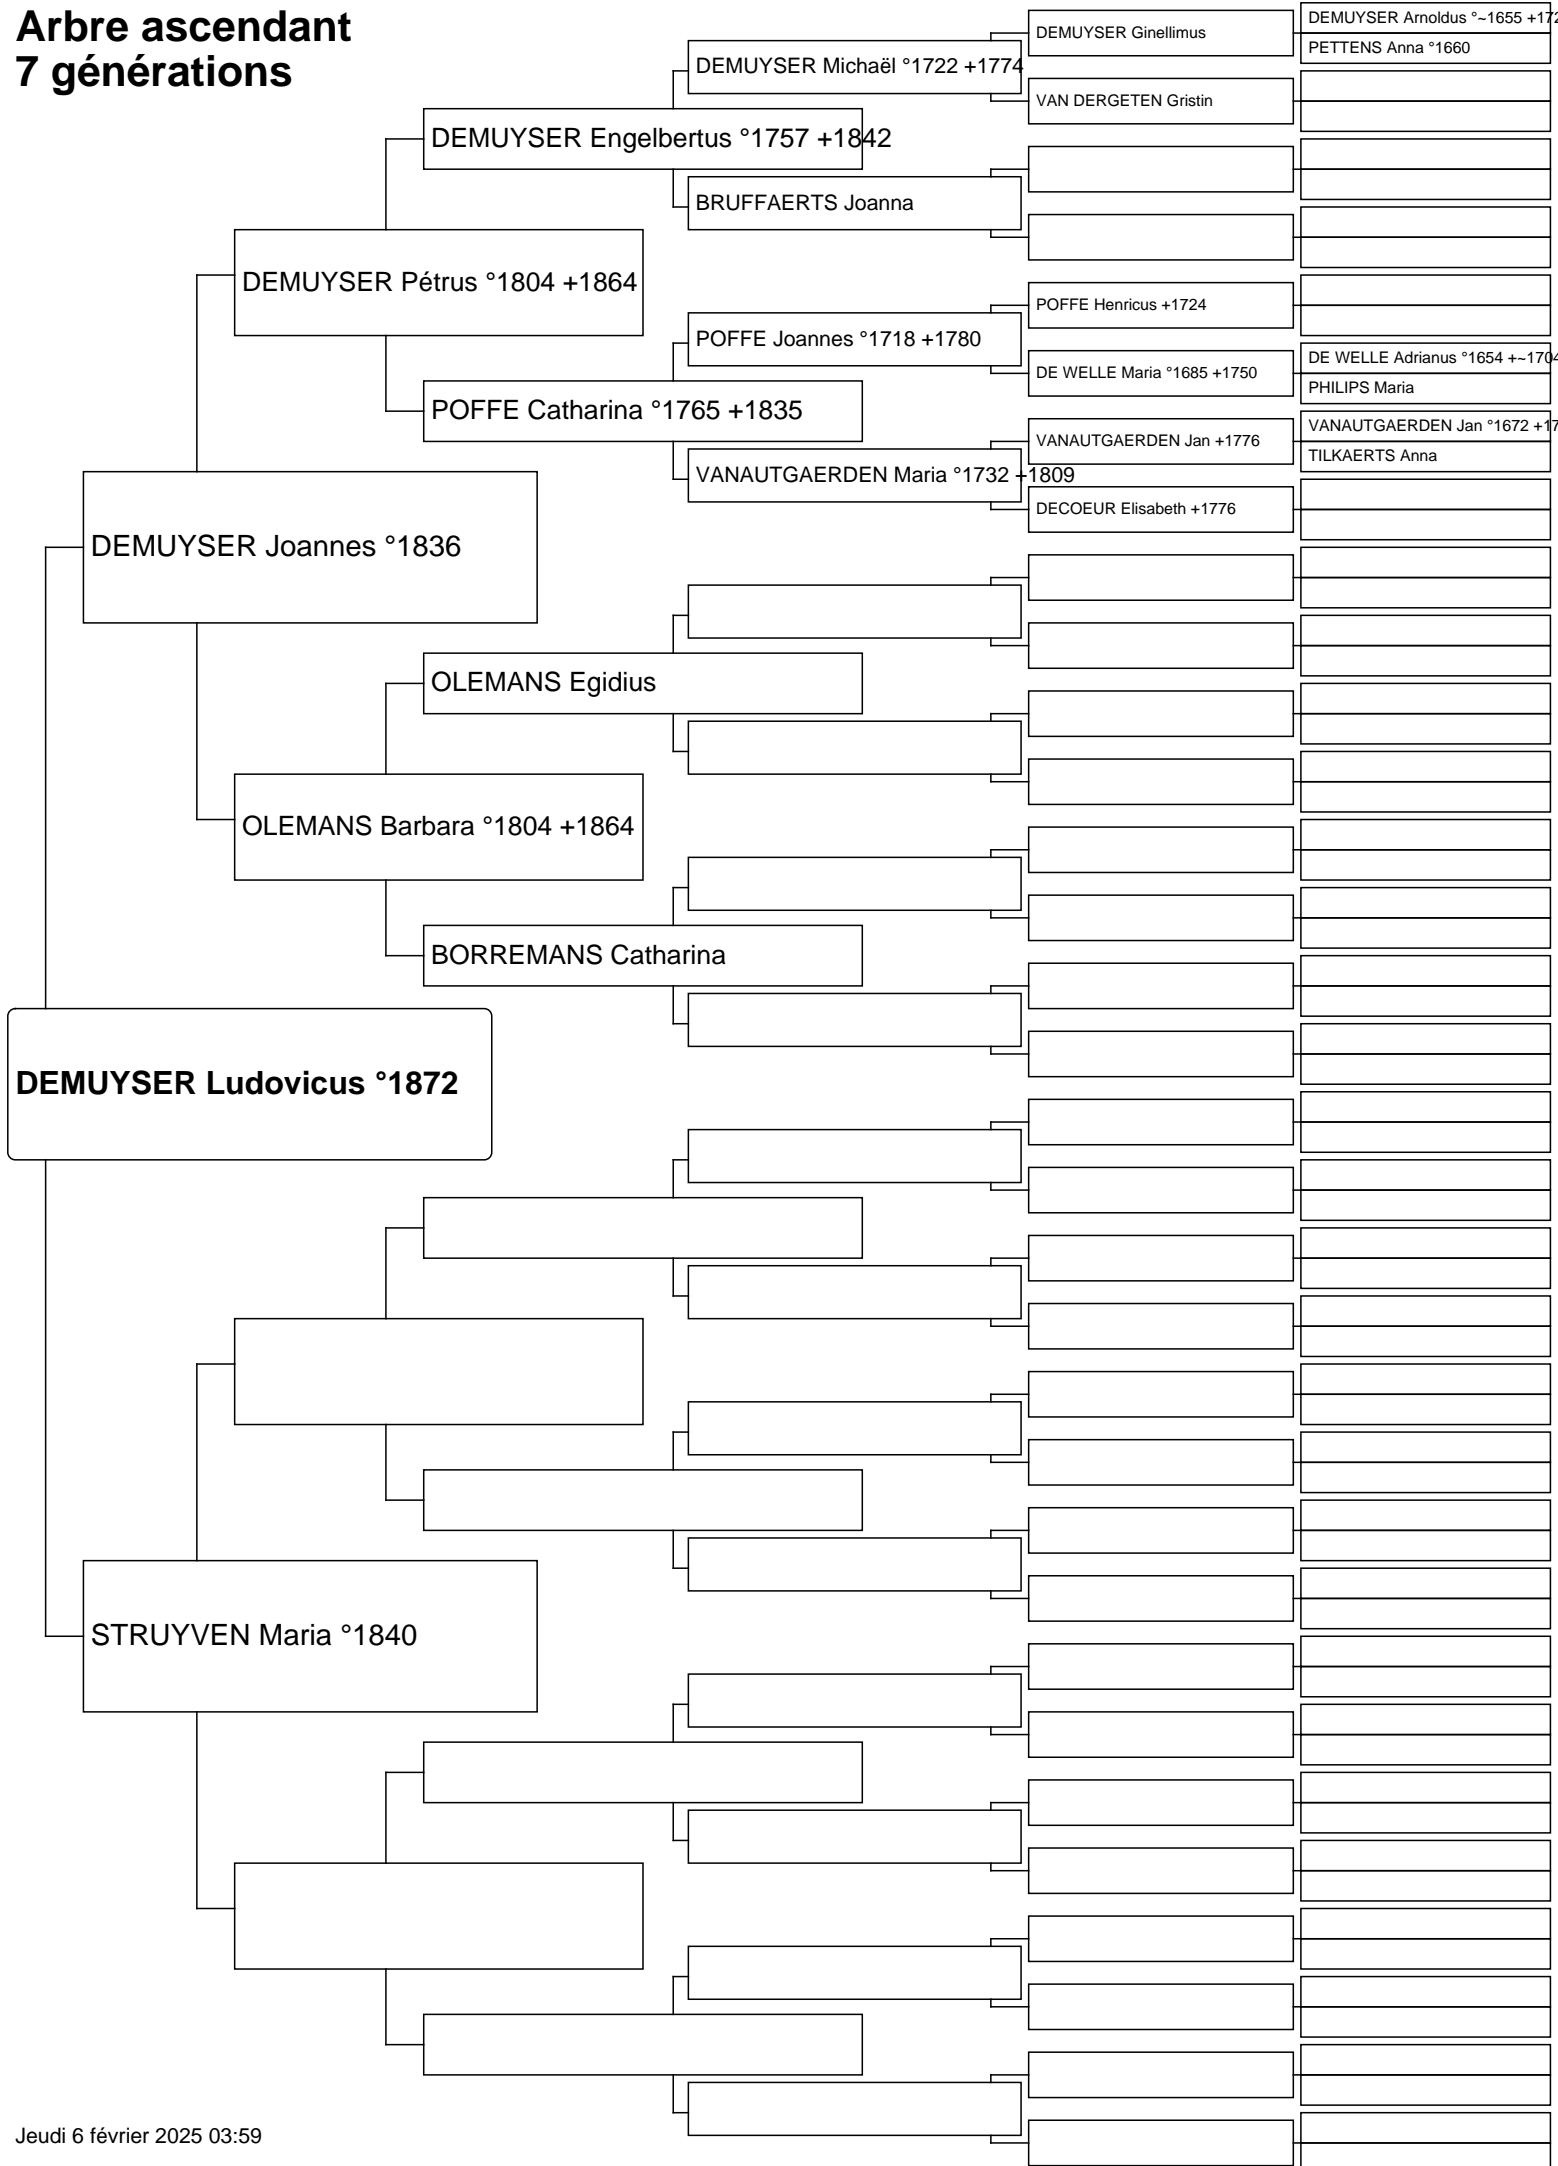 Arbre ascendant
7 générations
DEMUYSER Ginellimus
DEMUYSER Arnoldus °~1655 +172
PETTENS Anna °1660
DEMUYSER Michaël °1722 +1774
VAN DERGETEN Gristin
DEMUYSER Engelbertus °1757 +1842
BRUFFAERTS Joanna
DEMUYSER Pétrus °1804 +1864
POFFE Henricus +1724
POFFE Joannes °1718 +1780
DE WELLE Adrianus °1654 +~1704
DE WELLE Maria °1685 +1750
PHILIPS Maria
POFFE Catharina °1765 +1835
VANAUTGAERDEN Jan °1672 +17
VANAUTGAERDEN Jan +1776
TILKAERTS Anna
VANAUTGAERDEN Maria °1732 +1809
DECOEUR Elisabeth +1776
DEMUYSER Joannes °1836
OLEMANS Egidius
OLEMANS Barbara °1804 +1864
BORREMANS Catharina
DEMUYSER Ludovicus °1872
STRUYVEN Maria °1840
Jeudi 6 février 2025 03:59